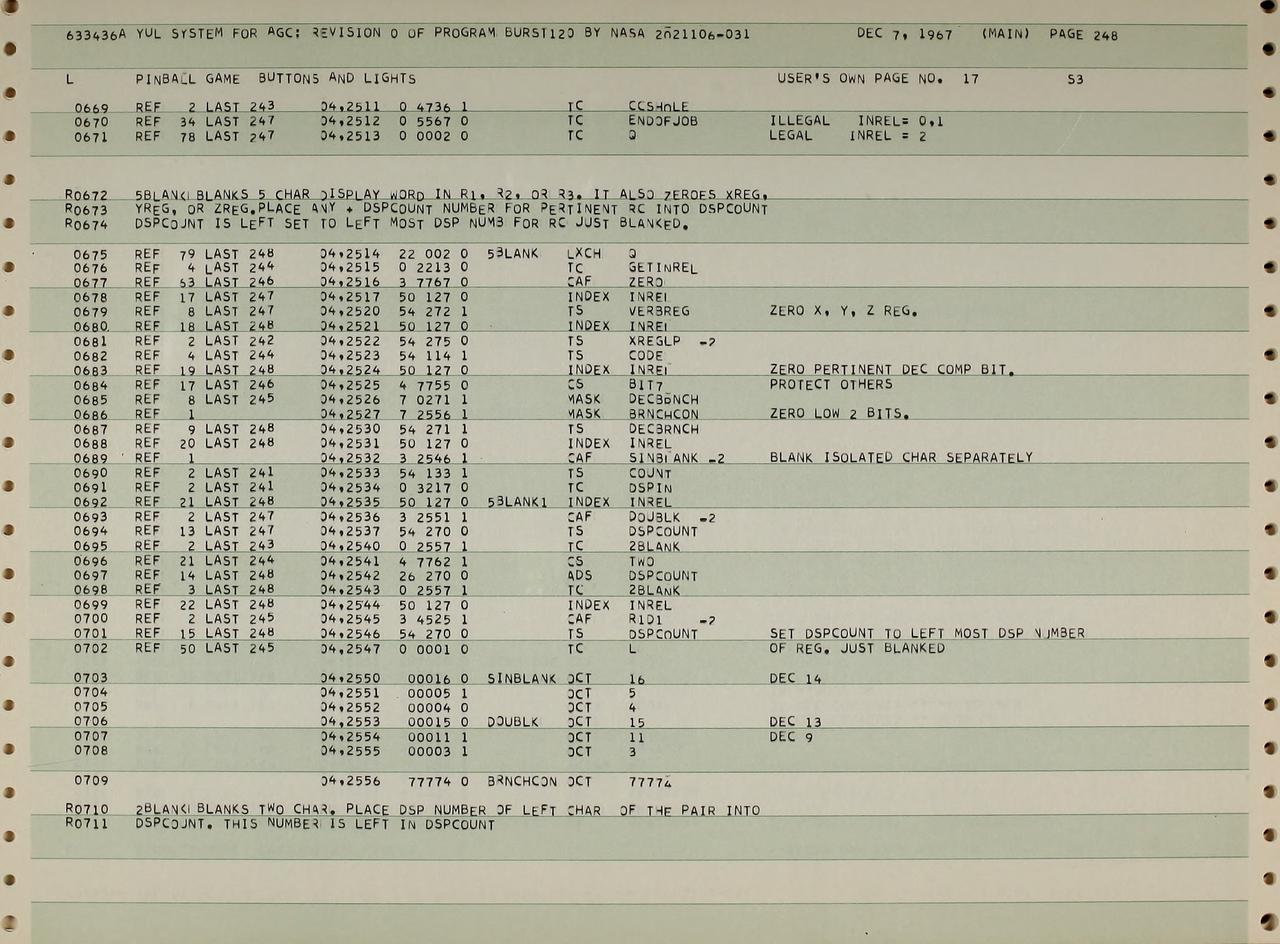 633436A YUL SYSTEM FOR AGC: REVISION 0 OF PROGRAM BURST120 BY NASA 2021106-031 DEC 7, 1967 (MAIN) PAGE 248
L PINBALL GAME BUTTONS AND LIGHTS USER'S OWN PAGE NO. 17 S3
0669 REF 2 LAST 243 04,2511 0 4736 1 TC CCSHOLE
0670 REF 34 LAST 247 04,2512 0 5567 0 TC ENDOFJOB ILLEGAL INREL= 0,1
0671 REF 78 LAST 247 04,2513 0 0002 0 TC Q LEGAL INREL = 2
R0672 5BLANK BLANKS 5 CHAR DISPLAY WORD IN R1, R2, OR R3. IT ALSO ZEROES XREG,
R0673 YREG, OR ZREG.PLACE ANY + DSPCOUNT NUMBER FOR PERTINENT RC INTO DSPCOUNT
R0674 DSPCOUNT IS LEFT SET TO LEFT MOST DSP NUMB FOR RC JUST BLANKED.
0675 REF 79 LAST 248 04,2514 22 002 0 5BLANK LXCH Q
0676 REF 4 LAST 244 04,2515 0 2213 0 TC GETINREL
0677 REF 53 LAST 246 04,2516 3 7767 0 CAF ZERO
0678 REF 17 LAST 247 04,2517 50 127 0 INDEX INREL
0679 REF 8 LAST 247 04,2520 54 272 1 TS VERBREG ZERO X, Y, Z REG.
0680 REF 18 LAST 248 04,2521 50 127 0 INDEX INREL
0681 REF 2 LAST 242 04,2522 54 275 0 TS XREGLP -2
0682 REF 4 LAST 244 04,2523 54 114 1 TS CODE
0683 REF 19 LAST 248 04,2524 50 127 0 INDEX INREL ZERO PERTINENT DEC COMP BIT.
0684 REF 17 LAST 246 04,2525 4 7755 0 CS BIT7 PROTECT OTHERS
0685 REF 8 LAST 245 04,2526 7 0271 0 MASK DECBRNCH
0686 REF 1 04,2527 7 2556 1 MASK BRNCHCON ZERO LOW 2 BITS.
0687 REF 9 LAST 248 04,2530 54 271 1 TS DECBRNCH
0688 REF 20 LAST 248 04,2531 50 127 0 INDEX INREL
0689 REF 1 04,2532 3 2546 1 CAF SINBLANK -2 BLANK ISOLATED CHAR SEPARATELY
0690 REF 2 LAST 241 04,2533 54 133 1 TS COUNT
0691 REF 2 LAST 241 04,2534 0 3217 0 TC DSPIN
0692 REF 21 LAST 248 04,2535 50 127 0 5BLANK1 INDEX INREL
0693 REF 2 LAST 247 04,2536 3 2551 1 CAF DOUBLK -2
0694 REF 13 LAST 247 04,2537 54 270 0 TS DSPCOUNT
0695 REF 2 LAST 243 04,2540 0 2557 1 TC 2BLANK
0696 REF 21 LAST 244 04,2541 4 7762 1 CS TWO
0697 REF 14 LAST 248 04,2542 26 270 0 ADS DSPCOUNT
0698 REF 3 LAST 248 04,2543 0 2557 1 TC 2BLANK
0699 REF 22 LAST 248 04,2544 50 127 0 INDEX INREL
0700 REF 2 LAST 245 04,2545 3 4525 1 CAF R1D1 -2
0701 REF 15 LAST 248 04,2546 54 270 0 TS DSPCOUNT SET DSPCOUNT TO LEFT MOST DSP NUMBER
0702 REF 50 LAST 245 04,2547 0 0001 0 TC L OF REG. JUST BLANKED
0703 04,2550 00016 0 SINBLANK OCT 16 DEC 14
0704 04,2551 00005 1 OCT 5
0705 04,2552 00004 0 OCT 4
0706 04,2553 00015 0 DOUBLK OCT 15 DEC 13
0707 04,2554 00011 1 OCT 11 DEC 9
0708 04,2555 00003 1 OCT 3
0709 04,2556 77774 0 BRNCHCON OCT 77774
R0710 2BLANK BLANKS TWO CHAR. PLACE DSP NUMBER OF LEFT CHAR OF THE PAIR INTO
R0711 DSPCOUNT. THIS NUMBER IS LEFT IN DSPCOUNT